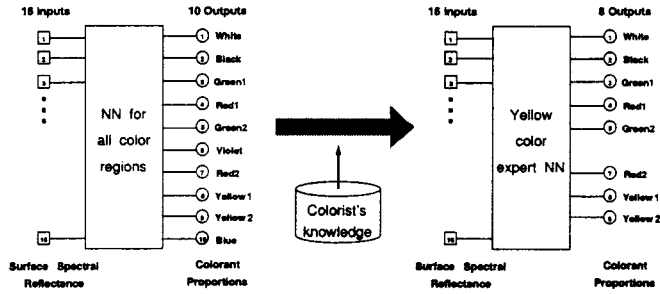 16 Inputs
10 Outputs
1
2
3
16
NN for
all color
regions
1 White
2 Black
3 Green1
4 Red1
5 Green2
6 Violet
7 Red2
8 Yellow 1
9 Yellow 2
10 Blue
Surface Spectral
Reflectance
Colorant
Proportions
Colorist's
knowledge
16 Inputs
8 Outputs
1
2
3
16
Yellow
color
expert NN
1 White
2 Black
3 Green1
4 Red1
5 Green2
7 Red2
8 Yellow 1
9 Yellow 2
Surface Spectral
Reflectance
Colorant
Proportions